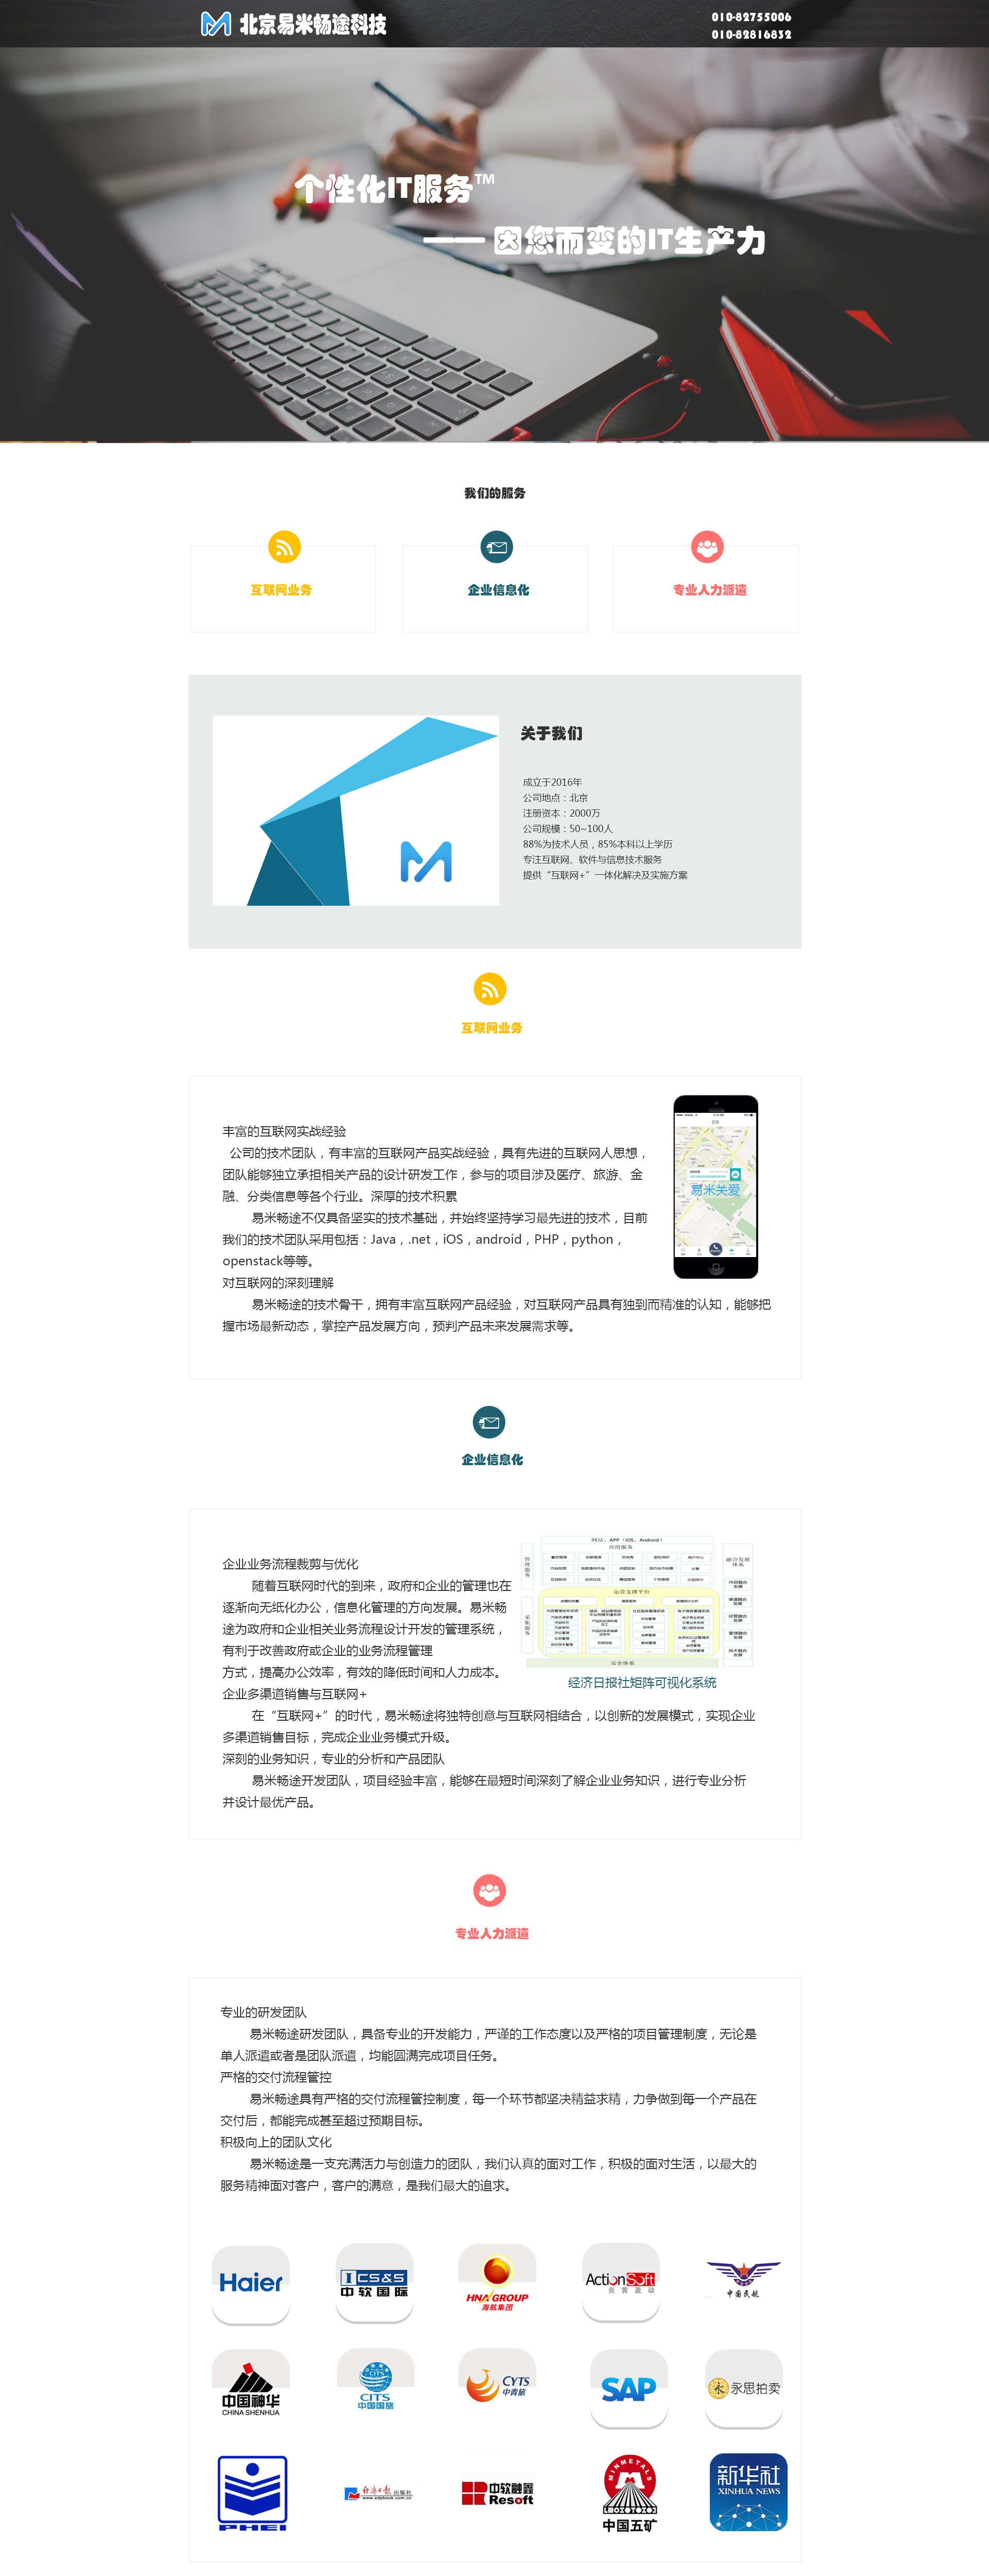 北京易米畅途科技
010-82755006
010-82816832
个性化IT服务™
—— 因您而变的IT生产力
我们的服务
互联网业务
企业信息化
专业人力派遣
关于我们
成立于2016年
公司地点：北京
注册资本：2000万
公司规模：50~100人
88%为技术人员，85%本科以上学历
专注互联网、软件与信息技术服务
提供“互联网+”一体化解决及实施方案
互联网业务
丰富的互联网实战经验
公司的技术团队，有丰富的互联网产品实战经验，具有先进的互联网人思想，
团队能够独立承担相关产品的设计研发工作，参与的项目涉及医疗、旅游、金
融、分类信息等各个行业。深厚的技术积累
易米畅途不仅具备坚实的技术基础，并始终坚持学习最先进的技术，目前
我们的技术团队采用包括：Java，.net，iOS，android，PHP，python，
openstack等等。
对互联网的深刻理解
易米畅途的技术骨干，拥有丰富互联网产品经验，对互联网产品具有独到而精准的认知，能够把
握市场最新动态，掌控产品发展方向，预判产品未来发展需求等。
易米关爱
企业信息化
企业业务流程裁剪与优化
随着互联网时代的到来，政府和企业的管理也在
逐渐向无纸化办公，信息化管理的方向发展。易米畅
途为政府和企业相关业务流程设计开发的管理系统，
有利于改善政府或企业的业务流程管理
方式，提高办公效率，有效的降低时间和人力成本。
企业多渠道销售与互联网+
在“互联网+”的时代，易米畅途将独特创意与互联网相结合，以创新的发展模式，实现企业
多渠道销售目标，完成企业业务模式升级。
深刻的业务知识，专业的分析和产品团队
易米畅途开发团队，项目经验丰富，能够在最短时间深刻了解企业业务知识，进行专业分析
并设计最优产品。
网站、APP（IOS、Android）
应用服务
运营支撑平台
安全体系
管理服务
采集服务
融合发展
体系
经济日报社矩阵可视化系统
专业人力派遣
专业的研发团队
易米畅途研发团队，具备专业的开发能力，严谨的工作态度以及严格的项目管理制度，无论是
单人派遣或者是团队派遣，均能圆满完成项目任务。
严格的交付流程管控
易米畅途具有严格的交付流程管控制度，每一个环节都坚决精益求精，力争做到每一个产品在
交付后，都能完成甚至超过预期目标。
积极向上的团队文化
易米畅途是一支充满活力与创造力的团队，我们认真的面对工作，积极的面对生活，以最大的
服务精神面对客户，客户的满意，是我们最大的追求。
Haier
CS&S
中软国际
HNA GROUP
海航集团
ActionSoft
炎黄盈动
中国民航
中国神华
CHINA SHENHUA
CITS
中国国旅
CYTS
中青旅
SAP
永思拍卖
PHEI
经济日报出版社
www.edpbook.com.cn
中软融鑫
Resoft
MINMETALS
中国五矿
新华社
XINHUA NEWS